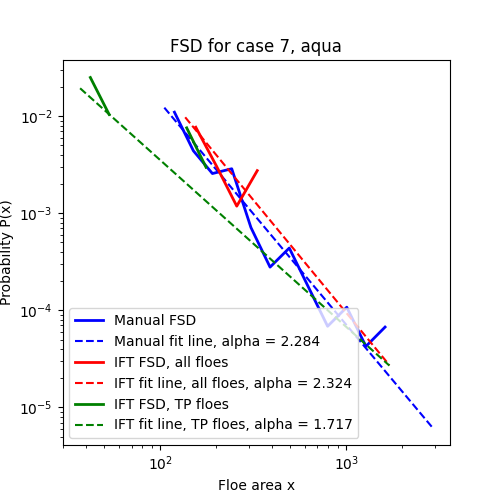 FSD for case 7, aqua
Probability P(x)
10⁻²
10⁻³
10⁻⁴
10⁻⁵
Manual FSD
Manual fit line, alpha = 2.284
IFT FSD, all floes
IFT fit line, all floes, alpha = 2.324
IFT FSD, TP floes
IFT fit line, TP floes, alpha = 1.717
10² 10³
Floe area x